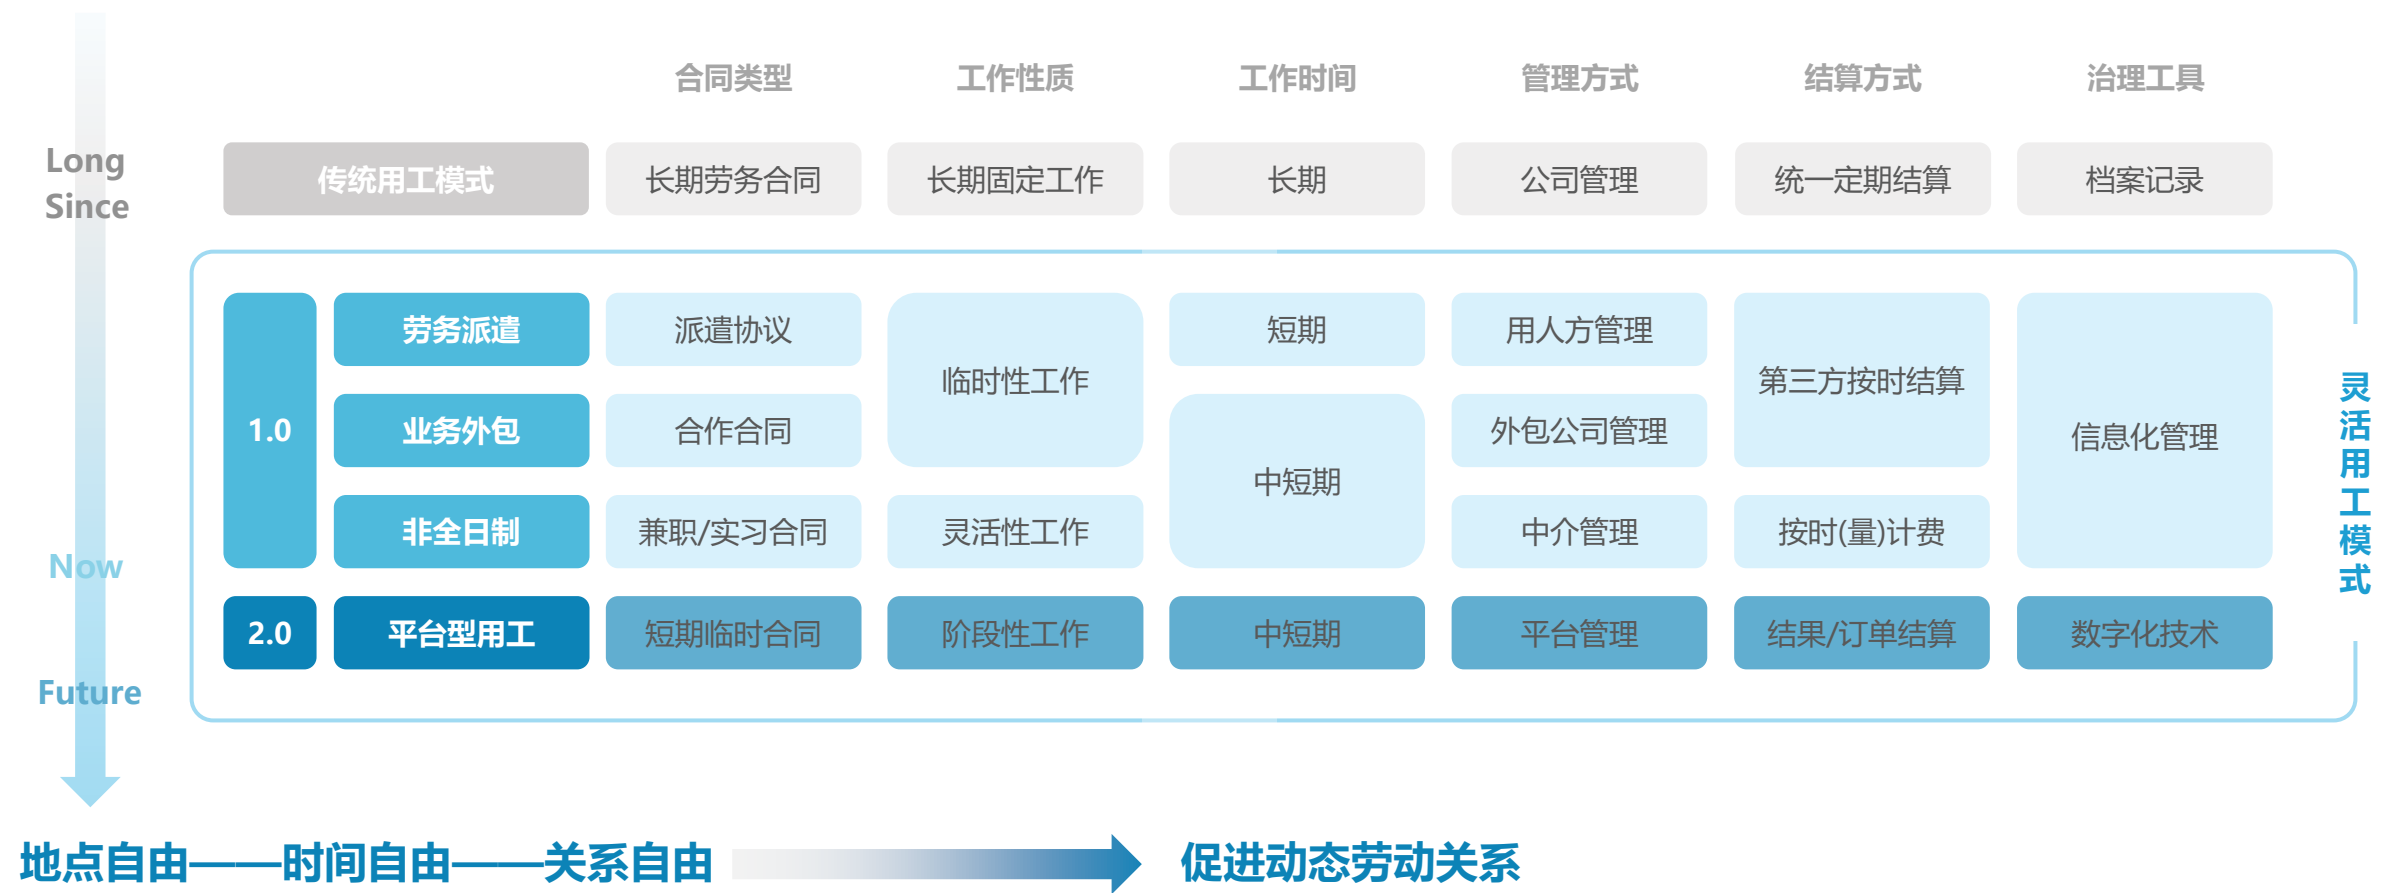 合同类型 工作性质 工作时间 管理方式 结算方式 治理工具
Long
Since
传统用工模式 长期劳务合同 长期固定工作 长期 公司管理 统一定期结算 档案记录
劳务派遣 派遣协议 短期 用人方管理
临时性工作 第三方按时结算
1.0 业务外包 合作合同 外包公司管理
信息化管理
中短期
非全日制 兼职/实习合同 灵活性工作 中介管理 按时(量)计费
Now
2.0 平台型用工 短期临时合同 阶段性工作 中短期 平台管理 结果/订单结算 数字化技术
Future
灵活用工模式
地点自由——时间自由——关系自由 促进动态劳动关系